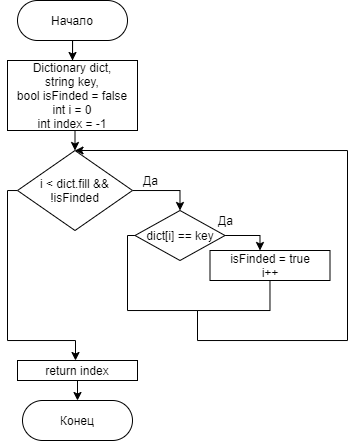 Начало
Dictionary dict,
string key,
bool isFinded = false
int i = 0
int index = -1
i < dict.fill &&
!isFinded
Да
dict[i] == key
Да
isFinded = true
i++
return index
Конец